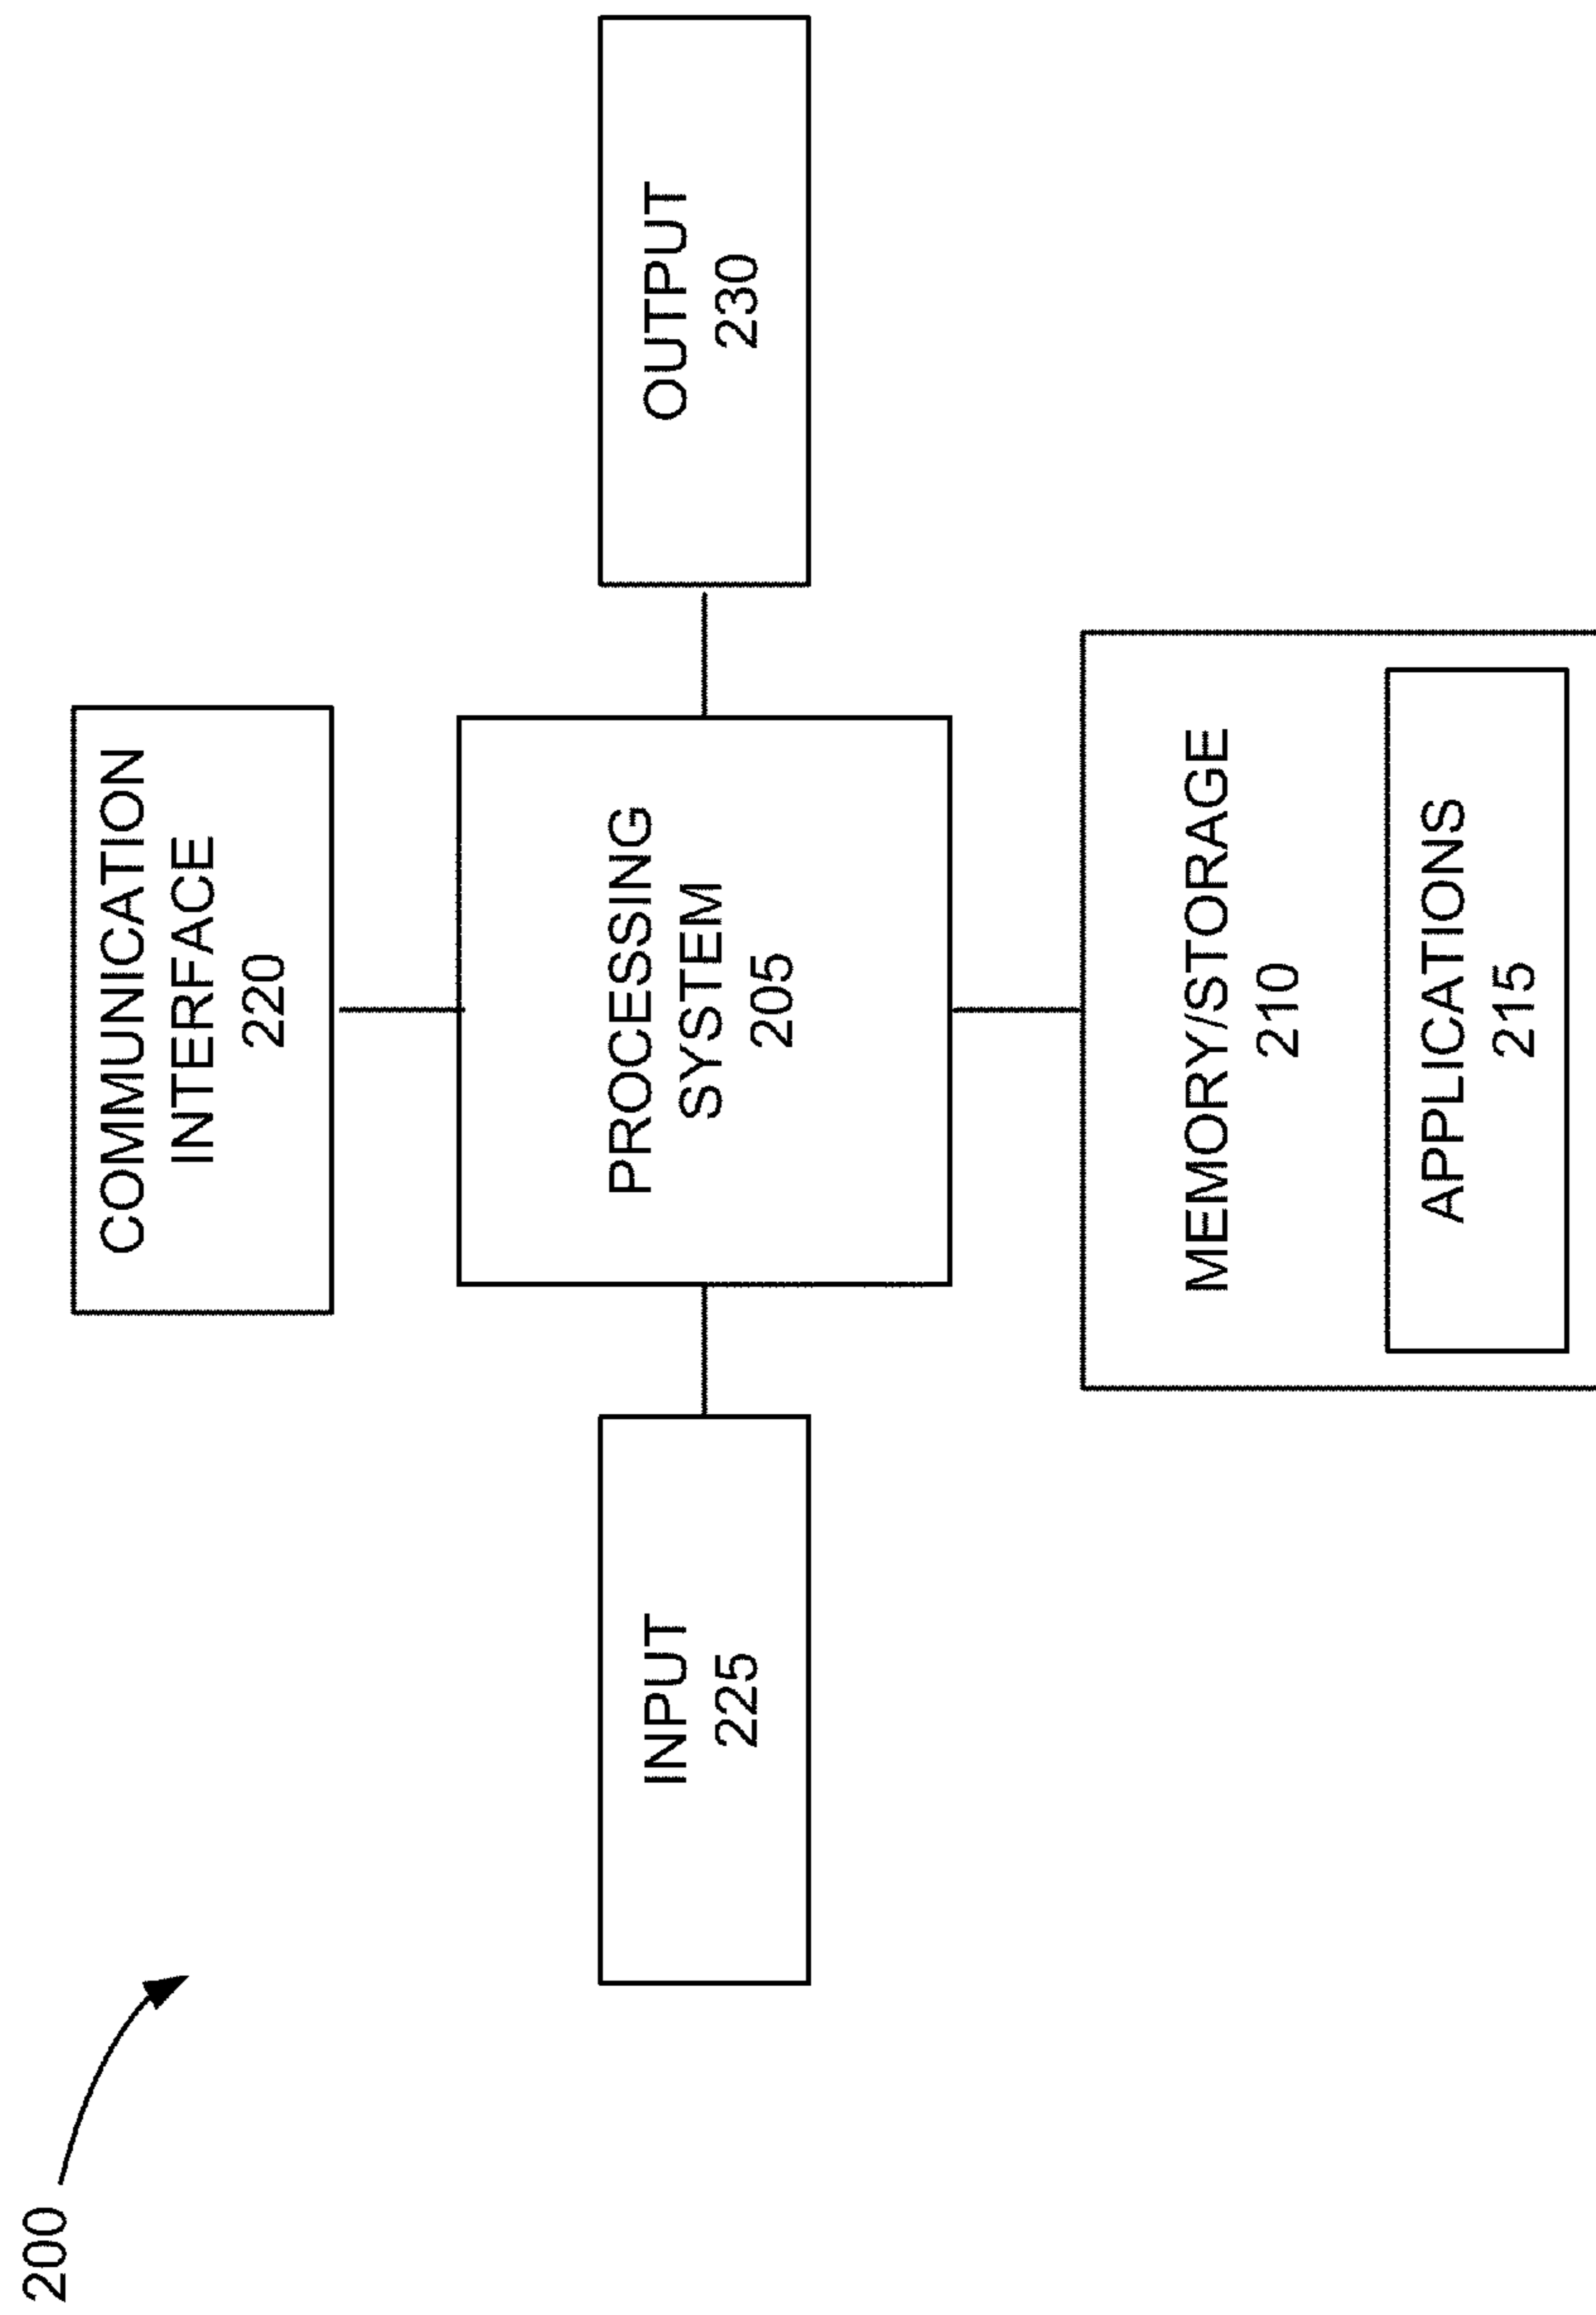 200
COMMUNICATION
INTERFACE
220
INPUT
225
PROCESSING
SYSTEM
205
OUTPUT
230
MEMORY/STORAGE
210
APPLICATIONS
215